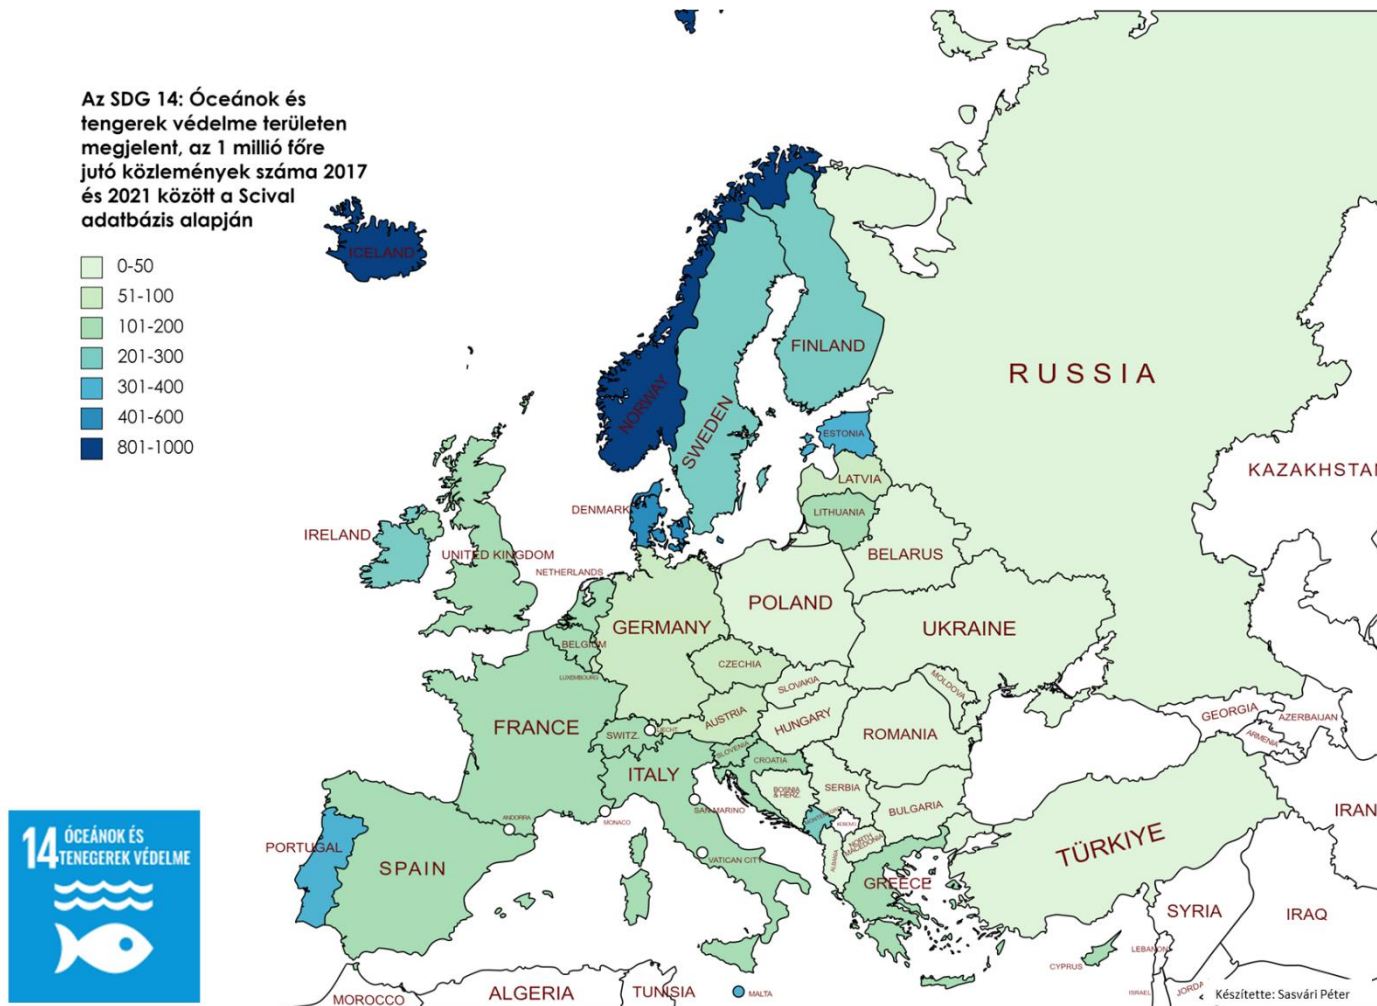 Az SDG 14: Óceánok és
tengerek védelme területen
megjelent, az 1 millió főre
jutó közlemények száma 2017
és 2021 között a Scival
adatbázis alapján
0-50
51-100
101-200
201-300
301-400
401-600
801-1000
ICELAND
NORWAY
SWEDEN
FINLAND
RUSSIA
ESTONIA
LATVIA
LITHUANIA
KAZAKHSTAN
DENMARK
IRELAND
UNITED KINGDOM
NETHERLANDS
BELARUS
POLAND
GERMANY
UKRAINE
BELGIUM
LUXEMBOURG
CZECHIA
SLOVAKIA
MOLDOVA
FRANCE
SWITZ.
LIECHT.
AUSTRIA
HUNGARY
ROMANIA
GEORGIA
AZERBAIJAN
ARMENIA
SLOVENIA
CROATIA
ITALY
BOSNIA
& HERZ.
SERBIA
BULGARIA
SAN MARINO
MONTENEGRO
KOSOVO
ANDORRA
MONACO
NORTH
MACEDONIA
ALBANIA
TÜRKIYE
IRAN
14 ÓCEÁNOK ÉS
TENEGEREK VÉDELME
PORTUGAL
SPAIN
VATICAN CITY
GREECE
SYRIA
IRAQ
LEBANON
CYPRUS
ISRAEL
JORDA
MOROCCO
ALGERIA
TUNISIA
MALTA
Készítette: Sasvári Péter